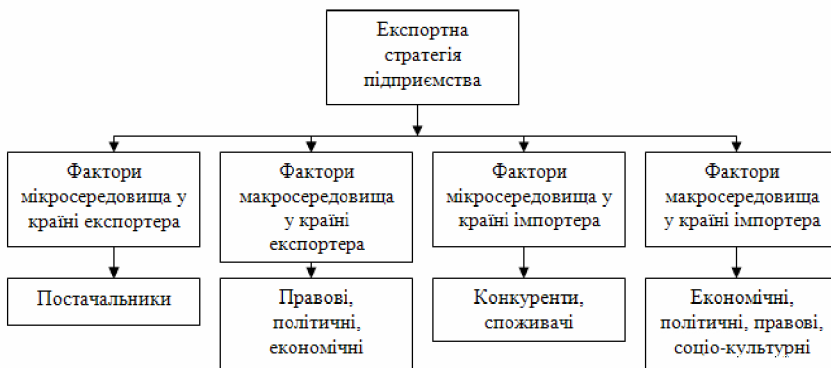 Експортна
стратегія
підприємства
Фактори
мікросередовища у
країні експортера
Фактори
макросередовища
у країні
експортера
Фактори
мікросередовища у
країні імпортера
Фактори
макросередовища
у країні імпортера
Постачальники
Правові,
політичні,
економічні
Конкуренти,
споживачі
Економічні,
політичні, правові,
соціо-культурні